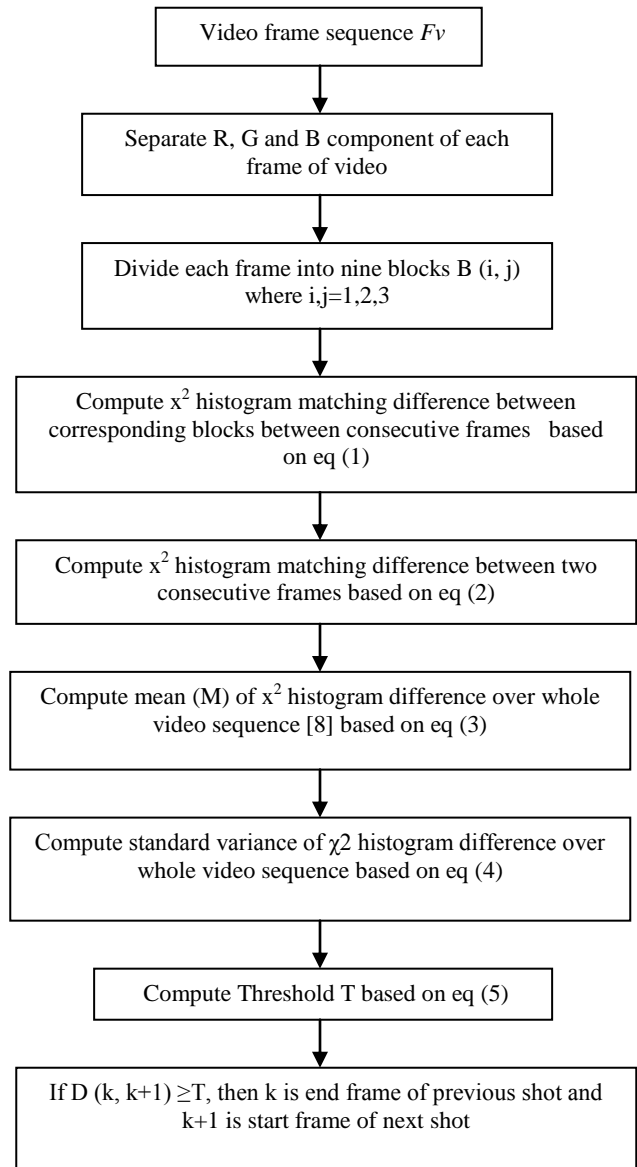 Video frame sequence Fv
Separate R, G and B component of each
frame of video
Divide each frame into nine blocks B (i, j)
where i,j=1,2,3
Compute x² histogram matching difference between
corresponding blocks between consecutive frames based
on eq (1)
Compute x² histogram matching difference between two
consecutive frames based on eq (2)
Compute mean (M) of x² histogram difference over whole
video sequence [8] based on eq (3)
Compute standard variance of χ2 histogram difference over
whole video sequence based on eq (4)
Compute Threshold T based on eq (5)
If D (k, k+1) ≥T, then k is end frame of previous shot and
k+1 is start frame of next shot